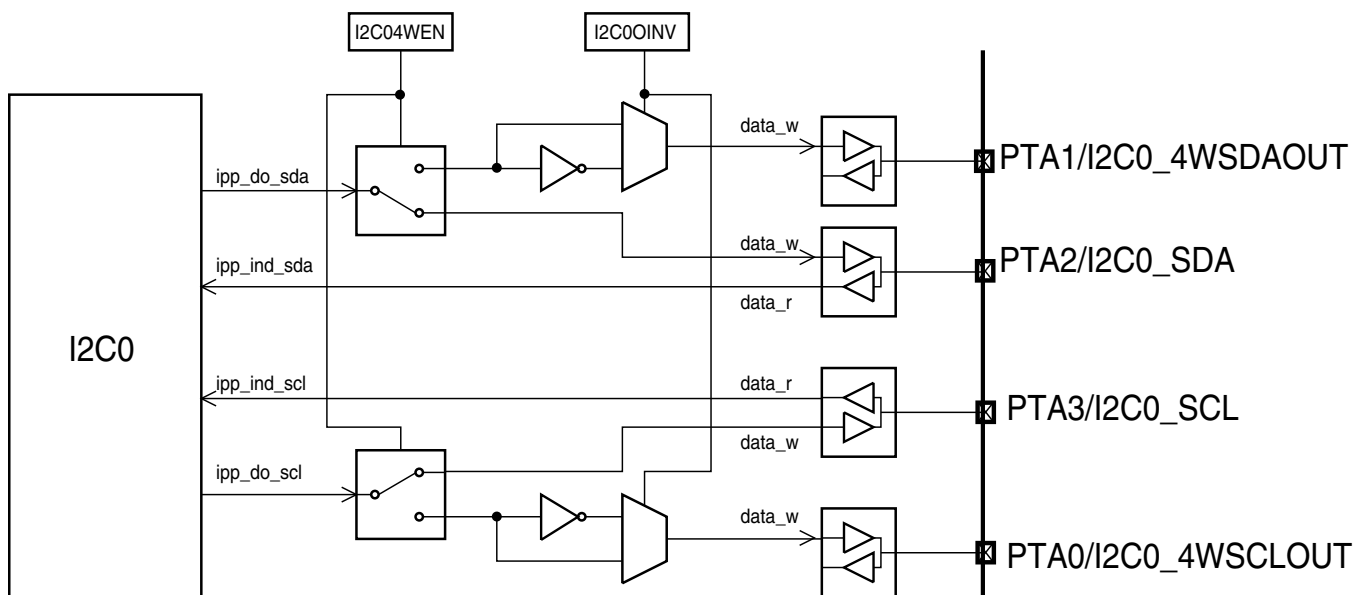 I2C04WEN
I2C0OINV
data_w
PTA1/I2C0_4WSDAOUT
ipp_do_sda
data_w
PTA2/I2C0_SDA
ipp_ind_sda
data_r
I2C0
ipp_ind_scl
data_r
PTA3/I2C0_SCL
data_w
ipp_do_scl
data_w
PTA0/I2C0_4WSCLOUT